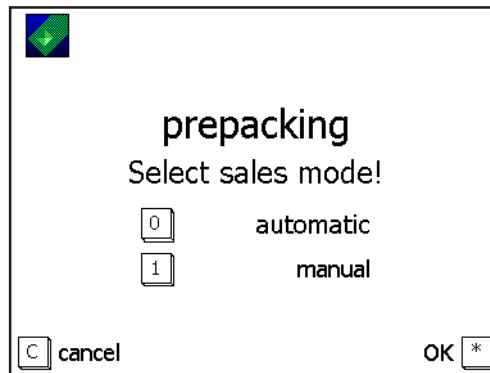 prepacking
Select sales mode!
0 automatic
1 manual
C cancel OK *